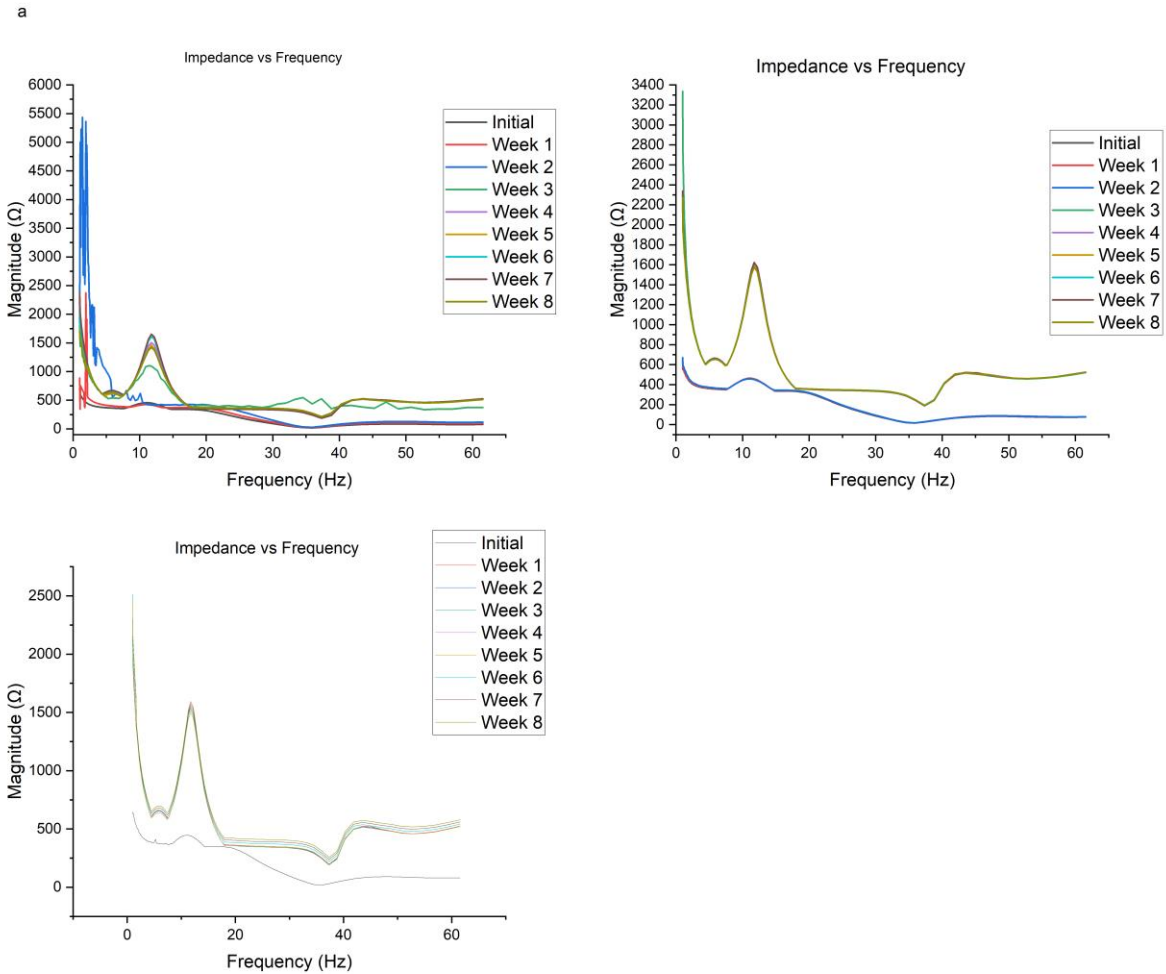 a
Impedance vs Frequency
6000
5500
5000
4500
4000
3500
3000
2500
2000
1500
1000
500
0
Magnitude (Ω)
0 10 20 30 40 50 60
Frequency (Hz)
Initial
Week 1
Week 2
Week 3
Week 4
Week 5
Week 6
Week 7
Week 8
Impedance vs Frequency
3400
3200
3000
2800
2600
2400
2200
2000
1800
1600
1400
1200
1000
800
600
400
200
0
Magnitude (Ω)
0 10 20 30 40 50 60
Frequency (Hz)
Initial
Week 1
Week 2
Week 3
Week 4
Week 5
Week 6
Week 7
Week 8
Impedance vs Frequency
2500
2000
1500
1000
500
0
Magnitude (Ω)
0 20 40 60
Frequency (Hz)
Initial
Week 1
Week 2
Week 3
Week 4
Week 5
Week 6
Week 7
Week 8